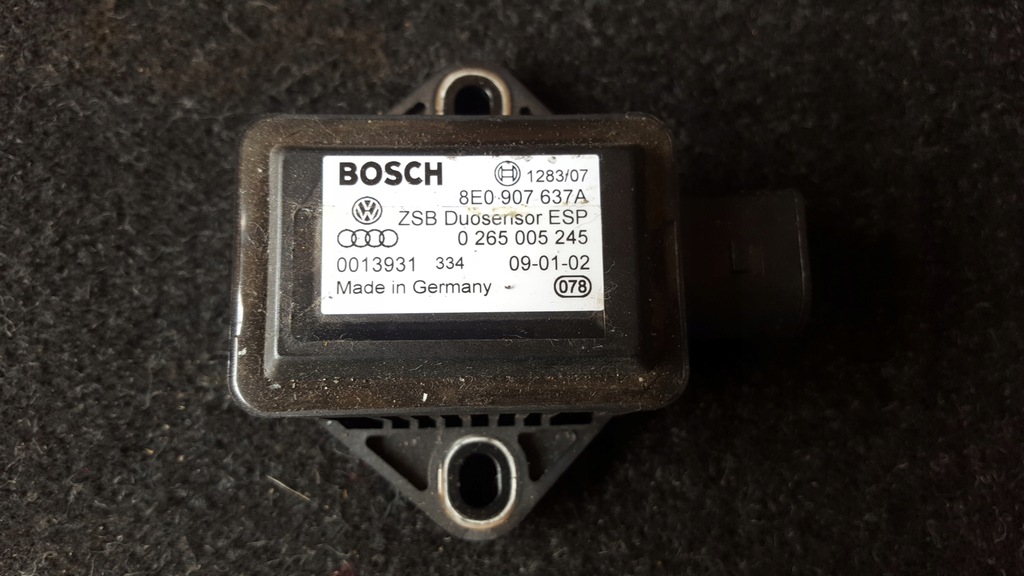 BOSCH 1283/07
8E0 907 637A
ZSB Duosensor ESP
0 265 005 245
0013931 334 09-01-02
Made in Germany 078